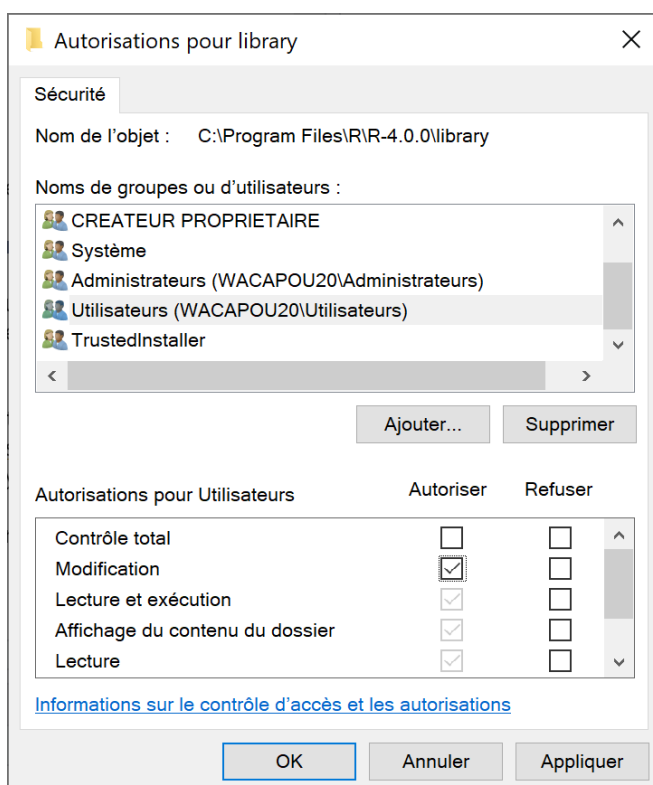 Autorisations pour library
Sécurité
Nom de l’objet : C:\Program Files\R\R-4.0.0\library
Noms de groupes ou d’utilisateurs :
CREATEUR PROPRIETAIRE
Système
Administrateurs (WACAPOU20\Administrateurs)
Utilisateurs (WACAPOU20\Utilisateurs)
TrustedInstaller
Ajouter... Supprimer
Autorisations pour Utilisateurs Autoriser Refuser
Contrôle total
Modification
Lecture et exécution
Affichage du contenu du dossier
Lecture
Informations sur le contrôle d’accès et les autorisations
OK Annuler Appliquer